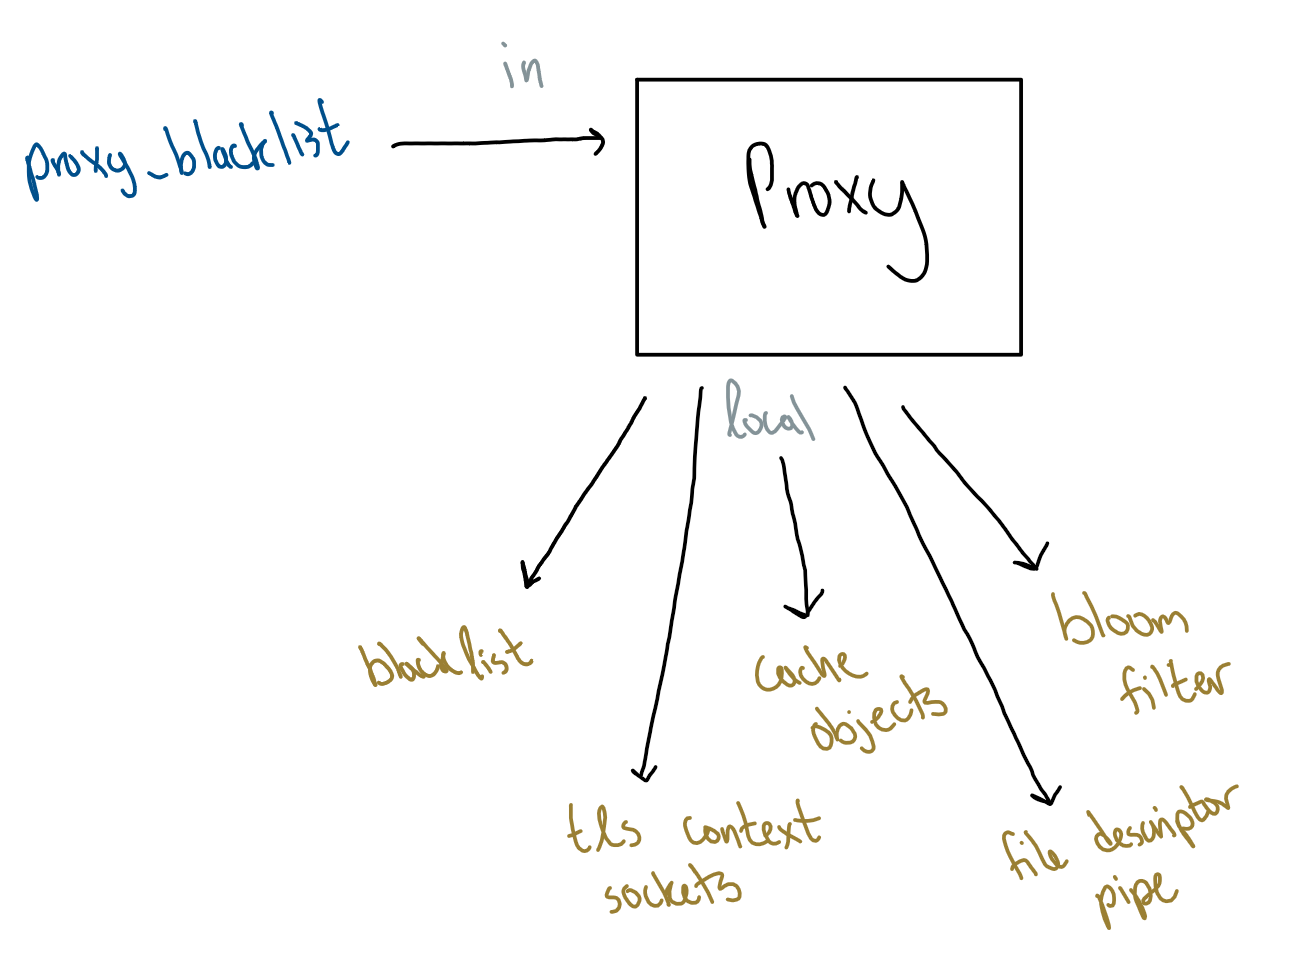 in
proxy_blacklist
Proxy
local
blacklist
cache
objects
bloom
filter
tls context
sockets
file descriptor
pipe